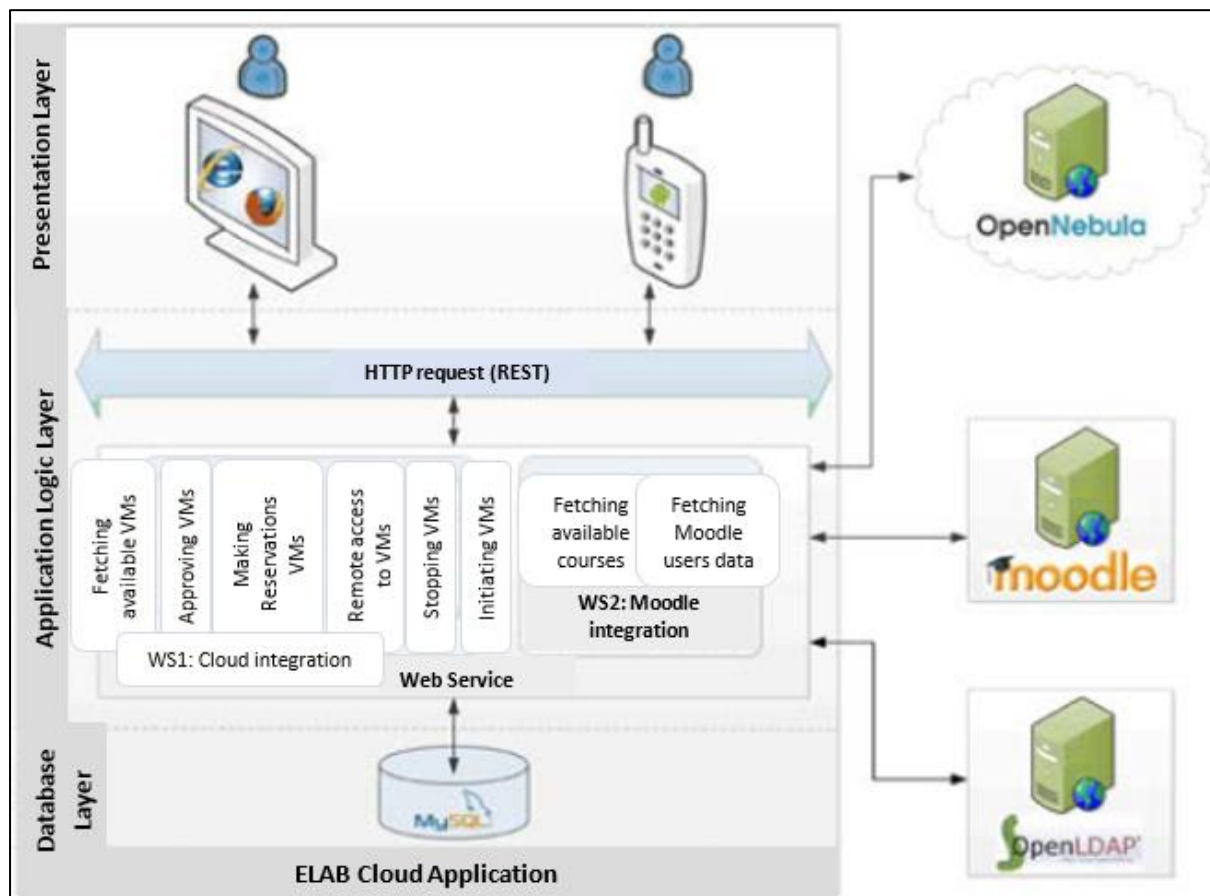 Presentation Layer
OpenNebula
HTTP request (REST)
Application Logic Layer
Fetching
available VMs
Approving VMs
Making
Reservations
VMs
Remote access
to VMs
Stopping VMs
Initiating VMs
Fetching
available
courses
Fetching
Moodle
users data
WS1: Cloud integration
WS2: Moodle
integration
Web Service
moodle
Database
Layer
MySQL
OpenLDAP
ELAB Cloud Application